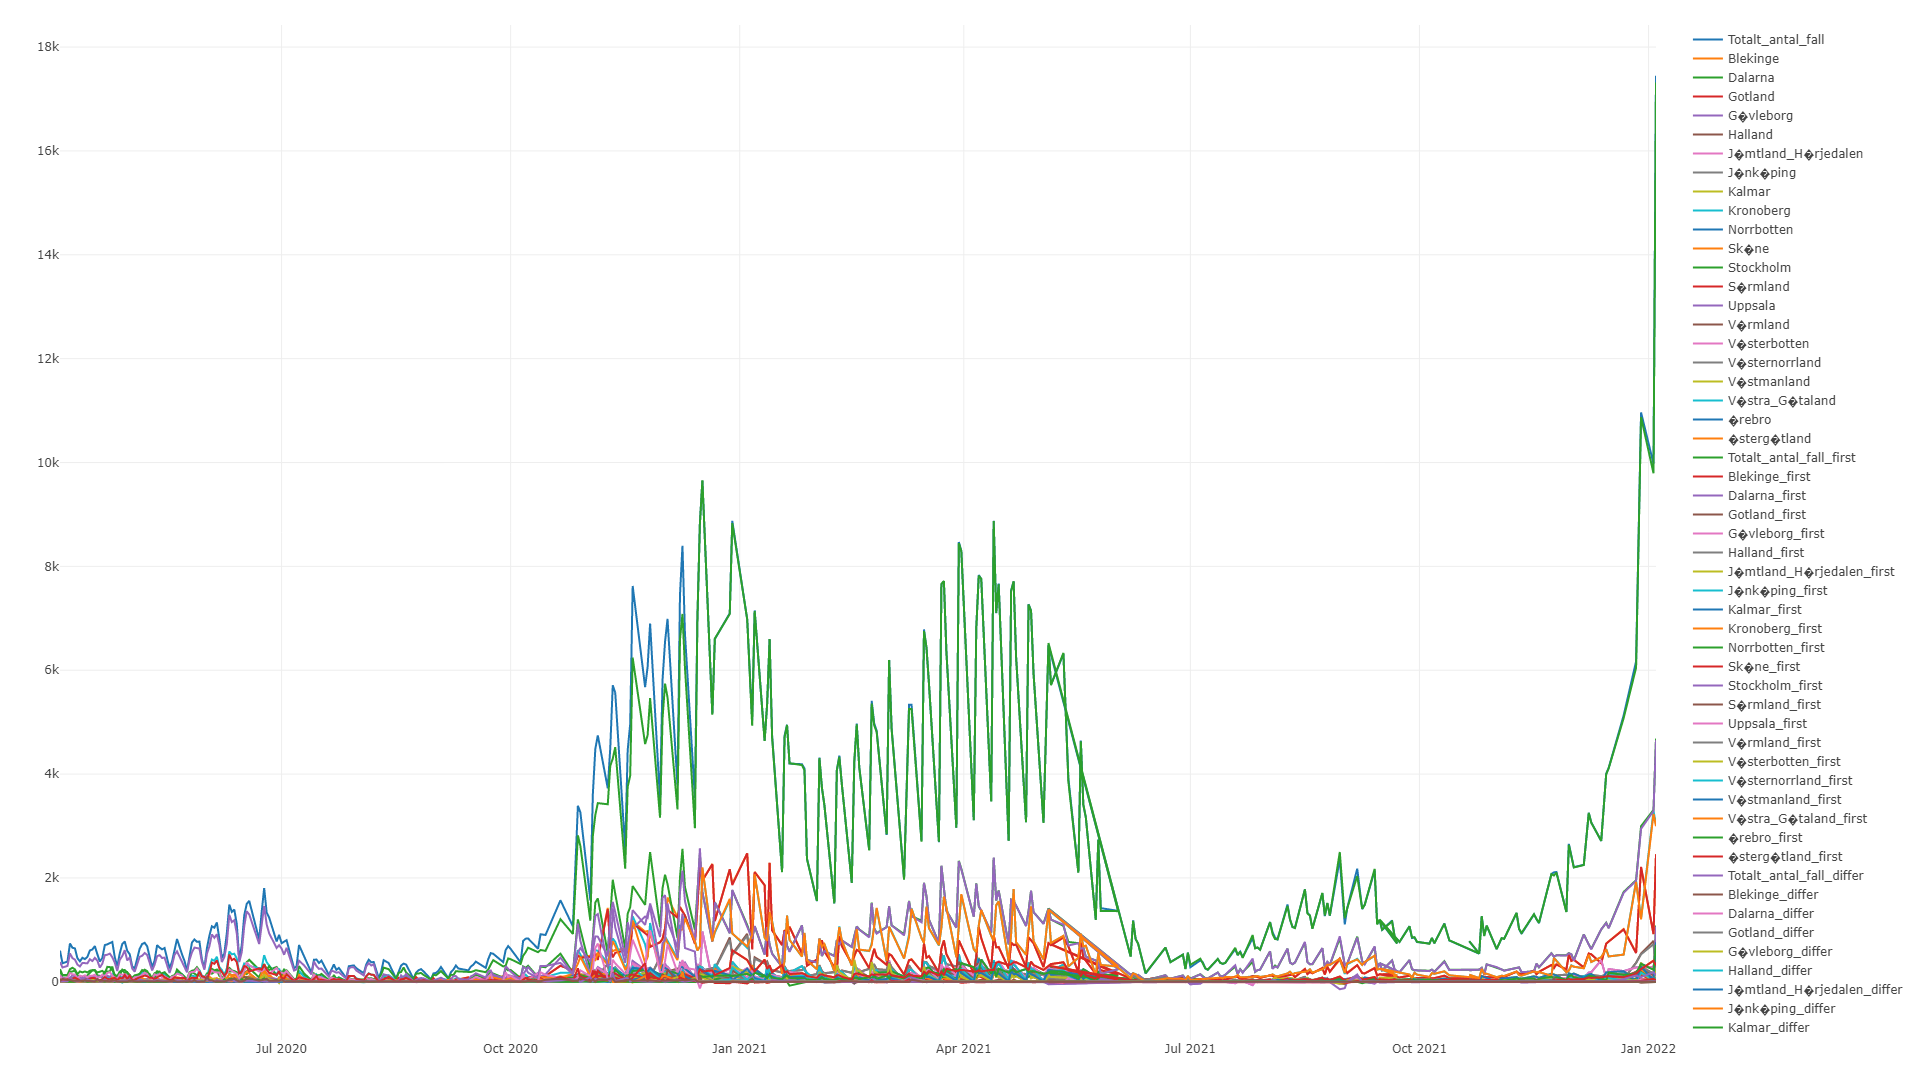 18k
16k
14k
12k
10k
8k
6k
4k
2k
0
Jul 2020
Oct 2020
Jan 2021
Apr 2021
Jul 2021
Oct 2021
Jan 2022
Totalt_antal_fall
Blekinge
Dalarna
Gotland
G�vleborg
Halland
J�mtland_H�rjedalen
J�nk�ping
Kalmar
Kronoberg
Norrbotten
Sk�ne
Stockholm
S�rmland
Uppsala
V�rmland
V�sterbotten
V�sternorrland
V�stmanland
V�stra_G�taland
�rebro
�sterg�tland
Totalt_antal_fall_first
Blekinge_first
Dalarna_first
Gotland_first
G�vleborg_first
Halland_first
J�mtland_H�rjedalen_first
J�nk�ping_first
Kalmar_first
Kronoberg_first
Norrbotten_first
Sk�ne_first
Stockholm_first
S�rmland_first
Uppsala_first
V�rmland_first
V�sterbotten_first
V�sternorrland_first
V�stmanland_first
V�stra_G�taland_first
�rebro_first
�sterg�tland_first
Totalt_antal_fall_differ
Blekinge_differ
Dalarna_differ
Gotland_differ
G�vleborg_differ
Halland_differ
J�mtland_H�rjedalen_differ
J�nk�ping_differ
Kalmar_differ